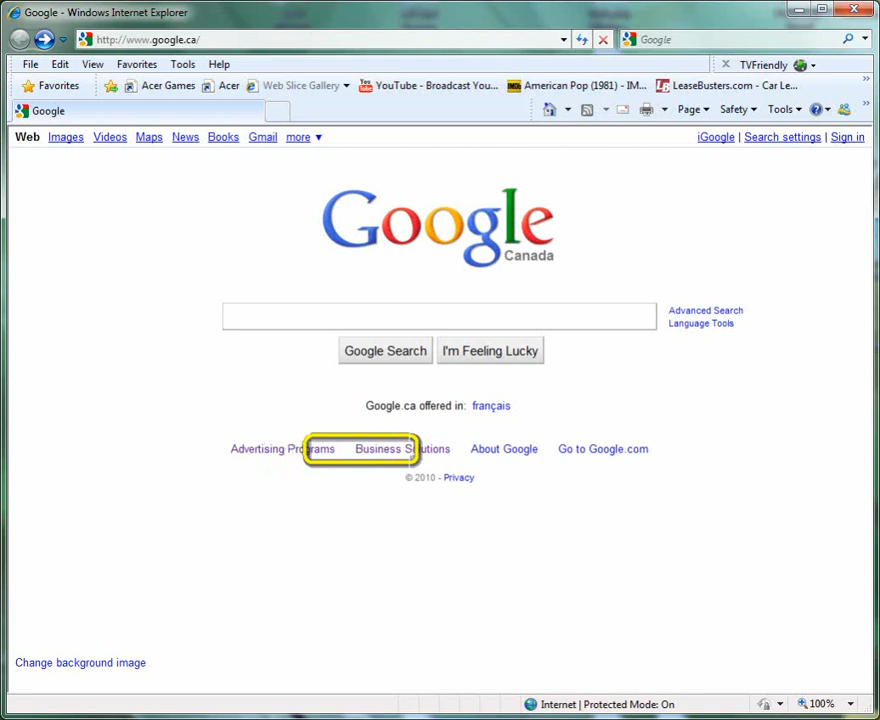 Google - Windows Internet Explorer
http://www.google.ca/
Google
File Edit View Favorites Tools Help
TVFriendly
Favorites Acer Games Acer Web Slice Gallery YouTube - Broadcast You... American Pop (1981) - IM... LeaseBusters.com - Car Le...
Google
Page Safety Tools
Web Images Videos Maps News Books Gmail more
iGoogle | Search settings | Sign in
Google
Canada
Advanced Search
Language Tools
Google Search I'm Feeling Lucky
Google.ca offered in: français
Advertising Programs Business Solutions About Google Go to Google.com
© 2010 - Privacy
Change background image
Internet | Protected Mode: On
100%